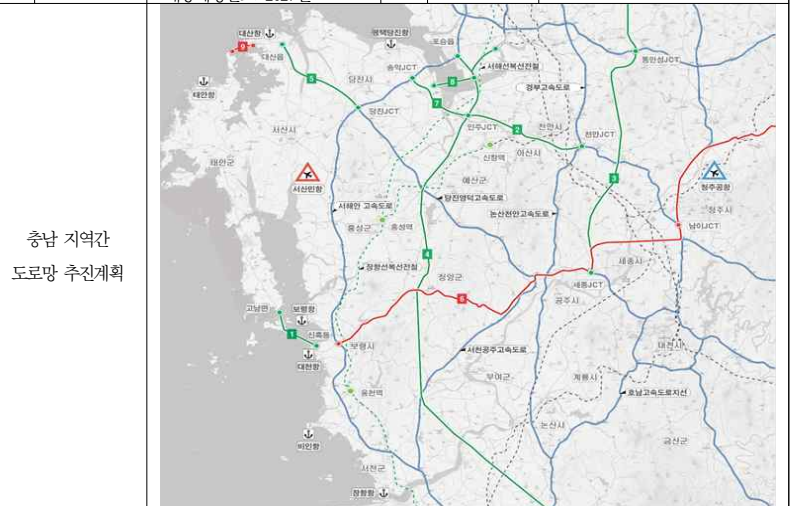 대산항
평택당진항
9
대산읍
포승읍
송악JCT
서해선복선전철
동안성JCT
5
8
태안항
당진시
경부고속도로
7
당진JCT
인주JCT
2
천안시
천안JCT
서산시
신창역
아산시
태안군
서산민항
예산군
3
청주공항
서해안 고속도로
당진영덕고속도로
논산천안고속도로
청주시
홍성군
홍성역
남이JCT
4
세종시
장항선복선전철
청양군
세종JCT
6
공주시
고남면
보령항
1
신흑동
보령시
대전시
서천공주고속도로
대천항
부여군
계룡시
웅천역
호남고속도로지선
논산시
비인항
금산군
서천군
장항항
충남 지역간
도로망 추진계획